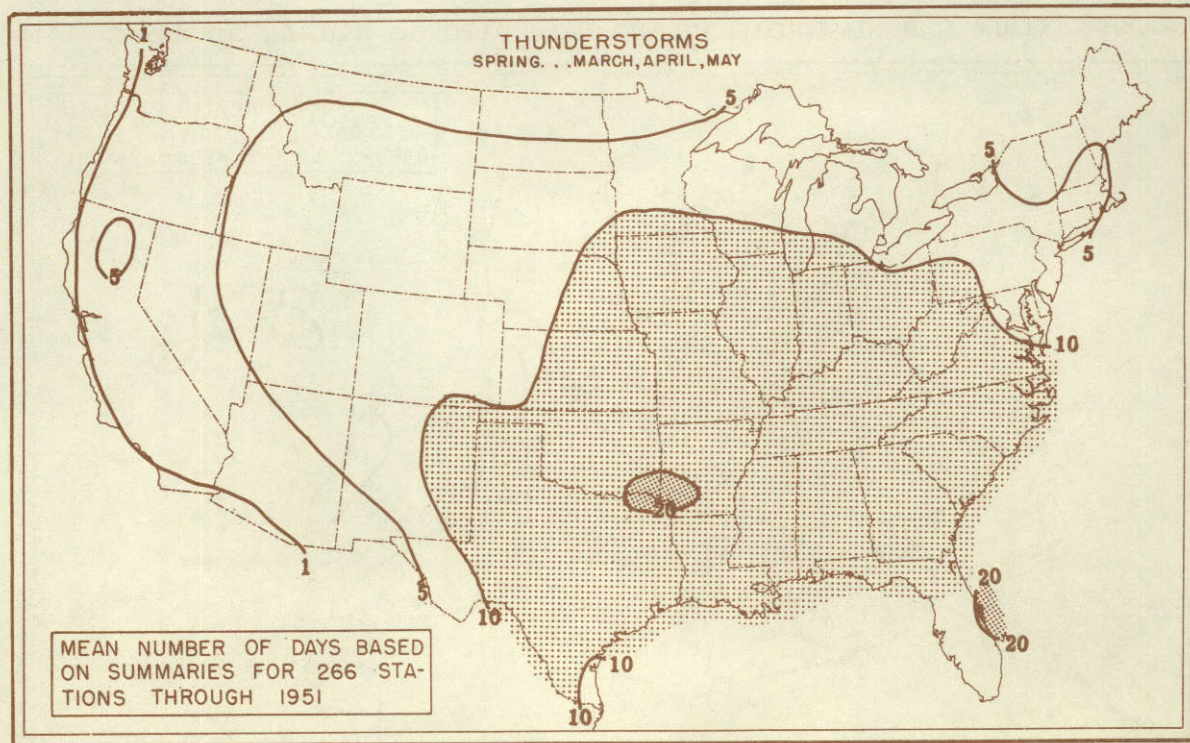 THUNDERSTORMS
SPRING...MARCH, APRIL, MAY
1
5
5
5
5
10
20
1
5
10
20
20
10
10
MEAN NUMBER OF DAYS BASED
ON SUMMARIES FOR 266 STA-
TIONS THROUGH 1951